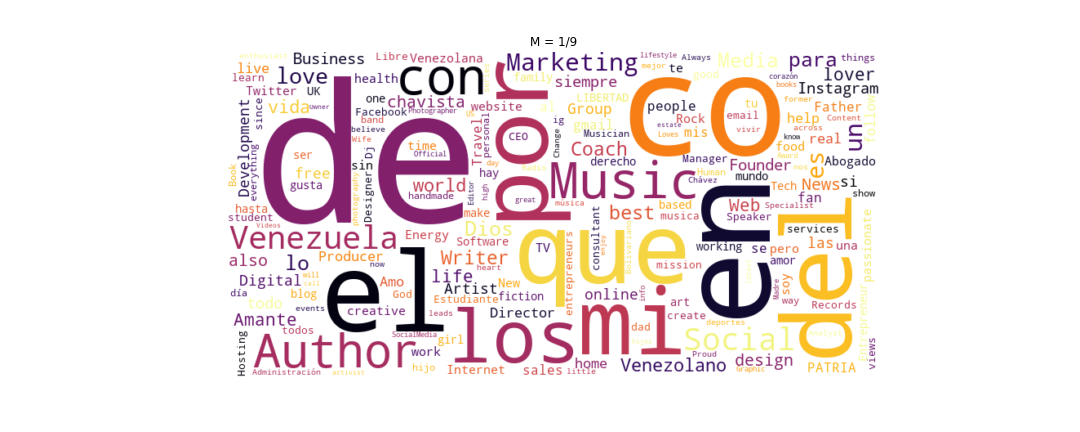 M = 1/9
de
co
el
que
en
del
por
mi
los
con
Music
Author
Venezuela
Marketing
Social
Business
Libre
Venezolana
lifestyle
Always
mejor
te
good
Media
para
things
live
learn
love
health
family
siempre
corazón
books
lover
Twitter
UK
one
chavista
website
LIBERTAD
people
tu
former
Instagram
vida
since
Facebook
Photographer
US
Group
gmail
Rock
email
help
Father
Content
follow
Owner
band
believe
Wife
personal
CEO
ig
Change
Musician
mis
Loves
estate
vivir
know
across
real
un
Development
everything
Book
ser
free
gusta
sin
Dj
time
Official
Travel
day
hay
Coach
derecho
Manager
Human
Founder
food
es
Abogado
Designer
photography
world
handmade
Editor
high
great
música
Chávez
mundo
Tech
News
si
show
fan
hasta
student
Videos
make
Dios
best
based
musica
Web
Speaker
Specialist
services
Energy
Software
TV
consultant
Bolivariano
working
se
pero
las
una
passionate
also
lo
Producer
now
Writer
heart
entrepreneurs
enjoy
mission
amor
Digital
will
call
Amo
God
life
Artist
New
fiction
online
info
art
Madre
soy
way
Records
día
blog
events
creative
Estudiante
Director
create
todo
Amante
todos
leads
SocialMedia
girl
dad
deportes
Entrepreneur
views
Hosting
work
hijo
Internet
sales
little
home
Venezolano
Proud
design
Graphic
PATRIA
Administración
activist